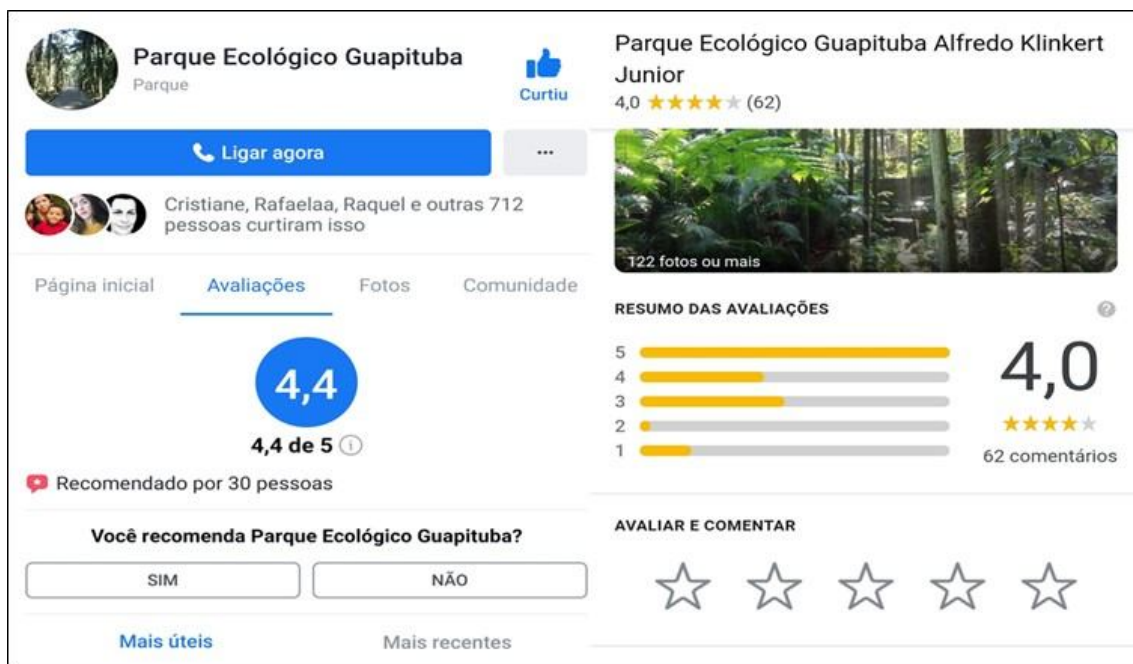 Parque Ecológico Guapituba
Parque
Curtiu
Ligar agora
...
Cristiane, Rafaelaa, Raquel e outras 712
pessoas curtiram isso
Página inicial
Avaliações
Fotos
Comunidade
4,4
4,4 de 5
Recomendado por 30 pessoas
Você recomenda Parque Ecológico Guapituba?
SIM
NÃO
Mais úteis
Mais recentes
Parque Ecológico Guapituba Alfredo Klinkert
Junior
4,0 ★★★★★ (62)
122 fotos ou mais
RESUMO DAS AVALIAÇÕES
?
5
4
3
2
1
4,0
62 comentários
AVALIAR E COMENTAR